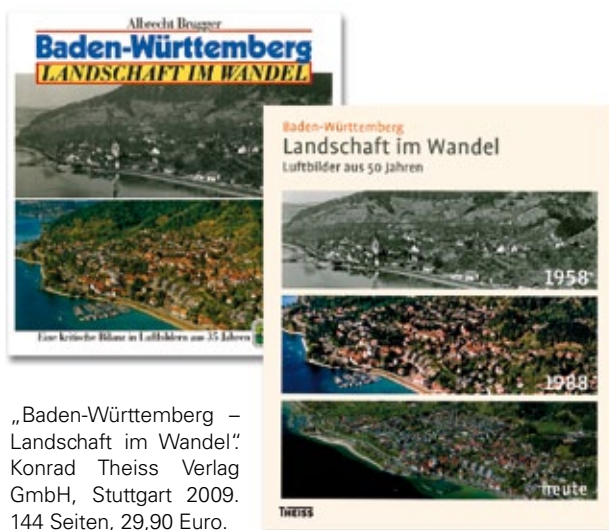 Albrecht Brugger
Baden-Württemberg
LANDSCHAFT IM WANDEL
Eine kritische Bilanz in Luftbildern aus 35 Jahren
Baden-Württemberg
Landschaft im Wandel
Luftbilder aus 50 Jahren
1958
1988
heute
THEISS
„Baden-Württemberg –
Landschaft im Wandel“.
Konrad Theiss Verlag
GmbH, Stuttgart 2009.
144 Seiten, 29,90 Euro.